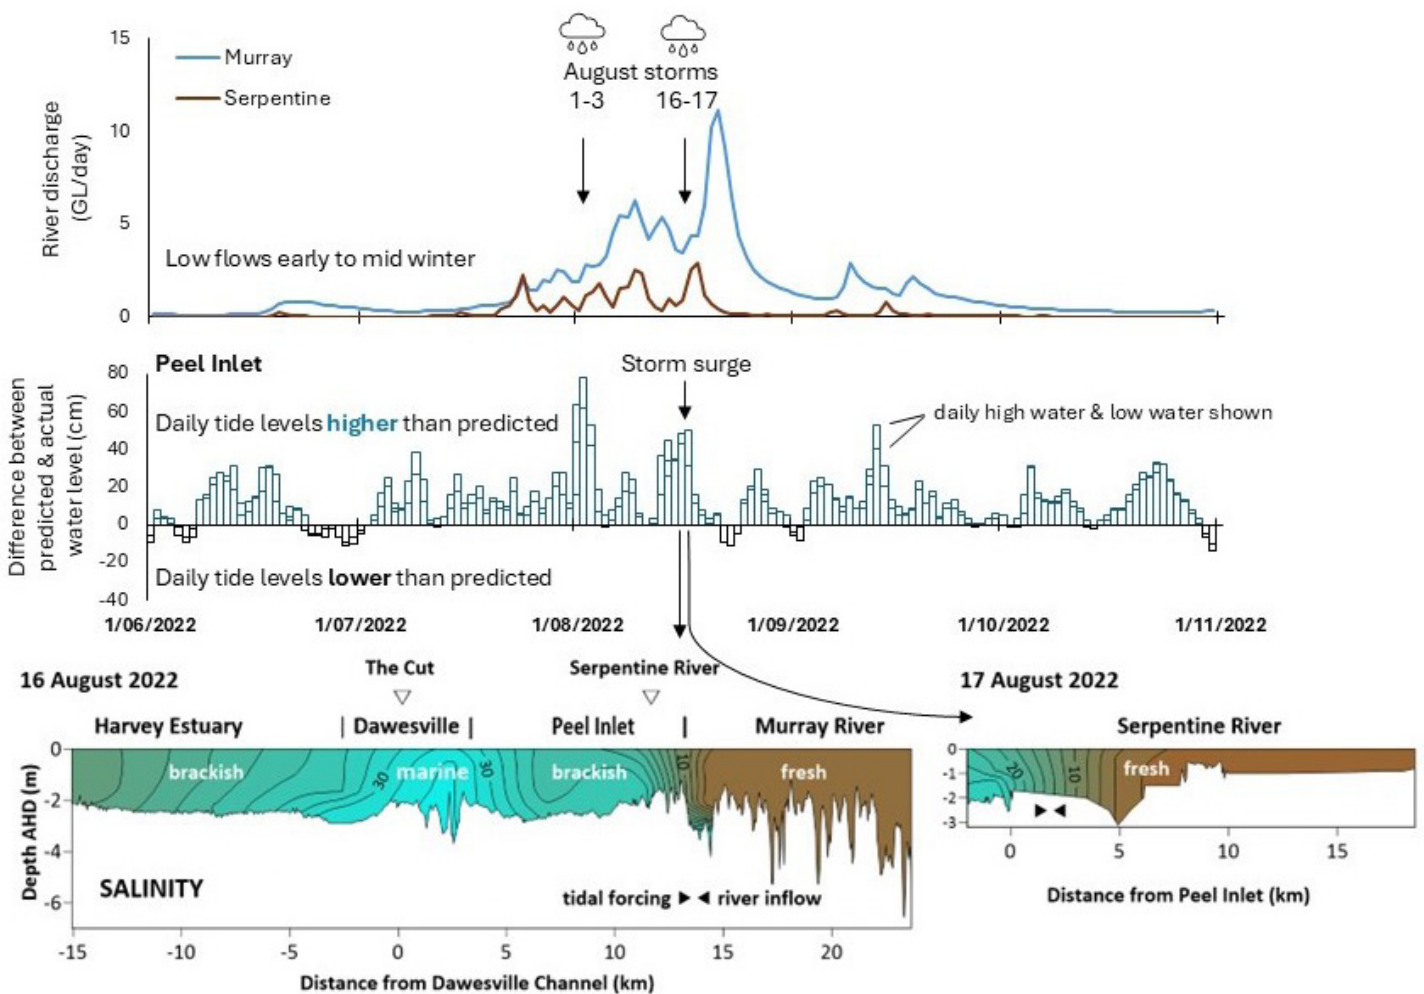 Murray
Serpentine
August storms
1-3 16-17
15
10
5
0
River discharge
(GL/day)
Low flows early to mid winter
Peel Inlet
Storm surge
Daily tide levels higher than predicted
daily high water & low water shown
80
60
40
20
0
-20
-40
Difference between
predicted & actual
water level (cm)
Daily tide levels lower than predicted
1/06/2022 1/07/2022 1/08/2022 1/09/2022 1/10/2022 1/11/2022
16 August 2022
The Cut
Serpentine River
Harvey Estuary | Dawesville | Peel Inlet | Murray River
0
-2
-4
-6
Depth AHD (m)
brackish 30 marine 30 brackish 10 fresh
SALINITY
tidal forcing ►◄ river inflow
-15 -10 -5 0 5 10 15 20
Distance from Dawesville Channel (km)
17 August 2022
Serpentine River
0
-1
-2
-3
20 10 fresh
►◄
0 5 10 15
Distance from Peel Inlet (km)